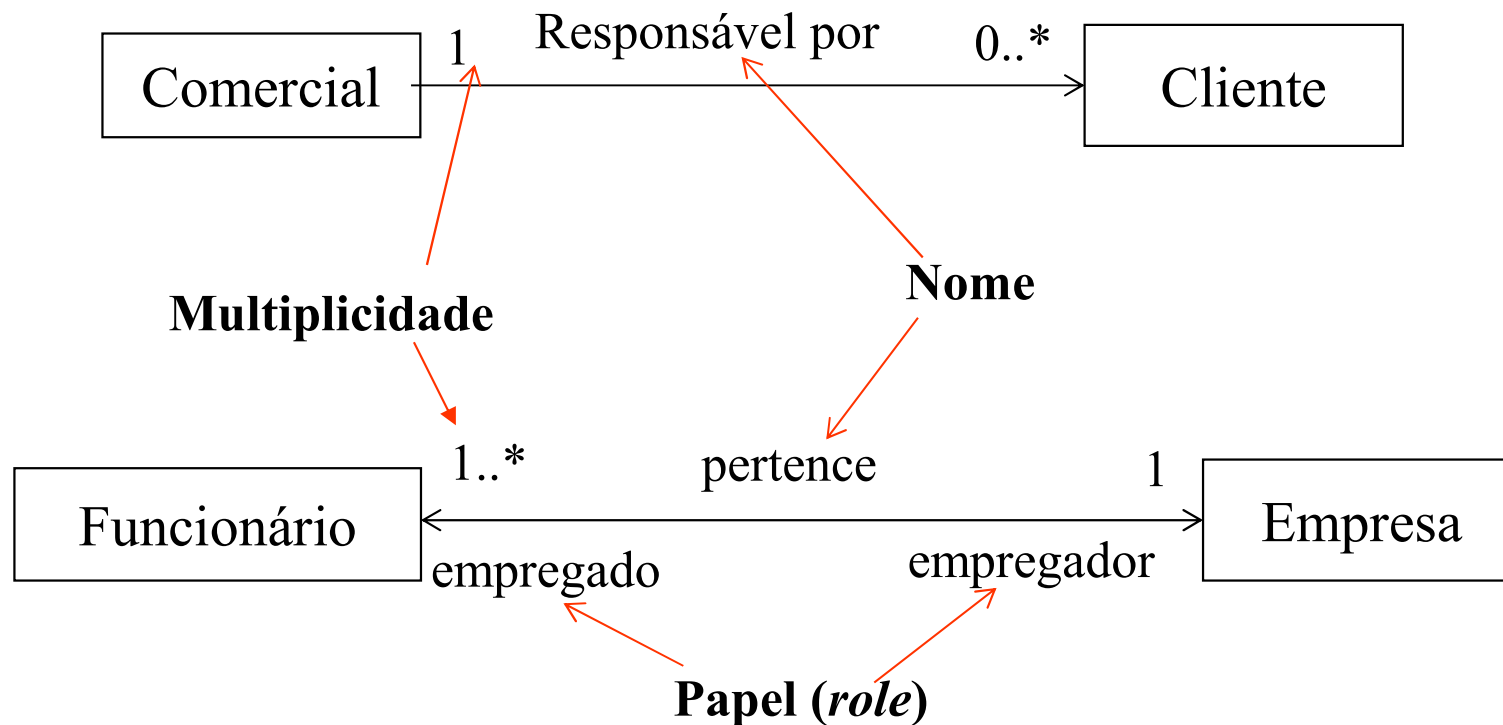 Responsável por
1
0..*
Comercial
Cliente
Nome
Multiplicidade
1..*
pertence
1
Funcionário
Empresa
empregado
empregador
Papel (role)